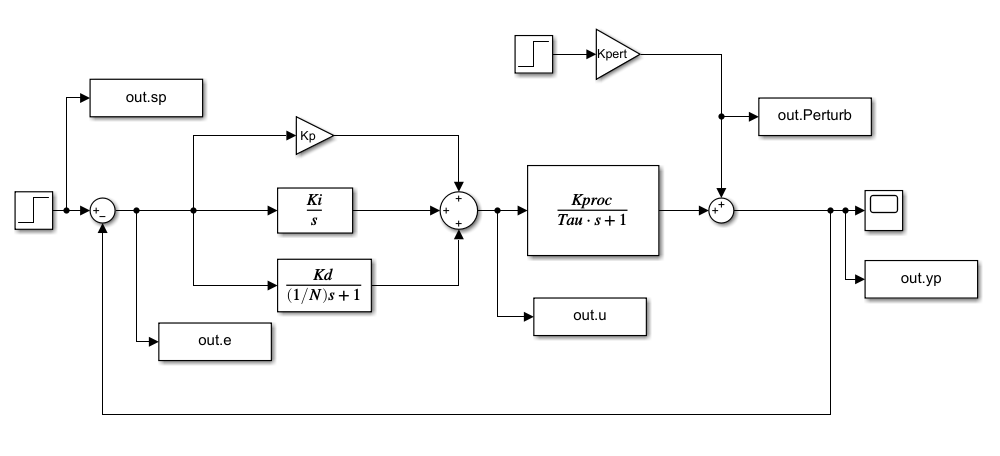 Kpert
out.sp
out.Perturb
Kp
+
+
+
+
Ki
s
+
−
+
Kproc
Tau · s + 1
+
+
Kd
(1/N)s + 1
out.yp
out.u
out.e